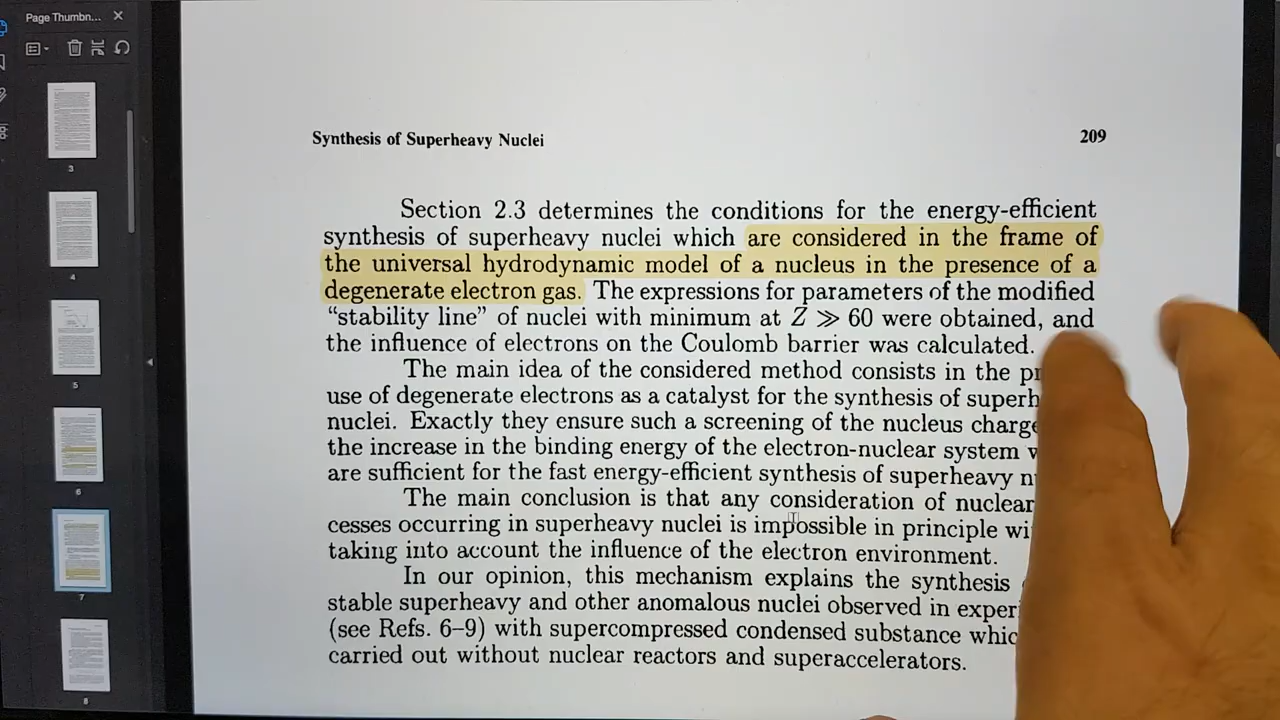 Page Thumbn...
3
4
5
6
7
8
Synthesis of Superheavy Nuclei
209
Section 2.3 determines the conditions for the energy-efficient
synthesis of superheavy nuclei which are considered in the frame of
the universal hydrodynamic model of a nucleus in the presence of a
degenerate electron gas. The expressions for parameters of the modified
“stability line” of nuclei with minimum at Z ≫ 60 were obtained, and
the influence of electrons on the Coulomb barrier was calculated.
The main idea of the considered method consists in the
use of degenerate electrons as a catalyst for the synthesis of
nuclei. Exactly they ensure such a screening of the nucleus
the increase in the binding energy of the electron-nuclear system
are sufficient for the fast energy-efficient synthesis of superheavy
The main conclusion is that any consideration of nuclear
cesses occurring in superheavy nuclei is impossible in principle
taking into account the influence of the electron environment.
In our opinion, this mechanism explains the synthesis
stable superheavy and other anomalous nuclei observed in
(see Refs. 6–9) with supercompressed condensed substance
carried out without nuclear reactors and superaccelerators.